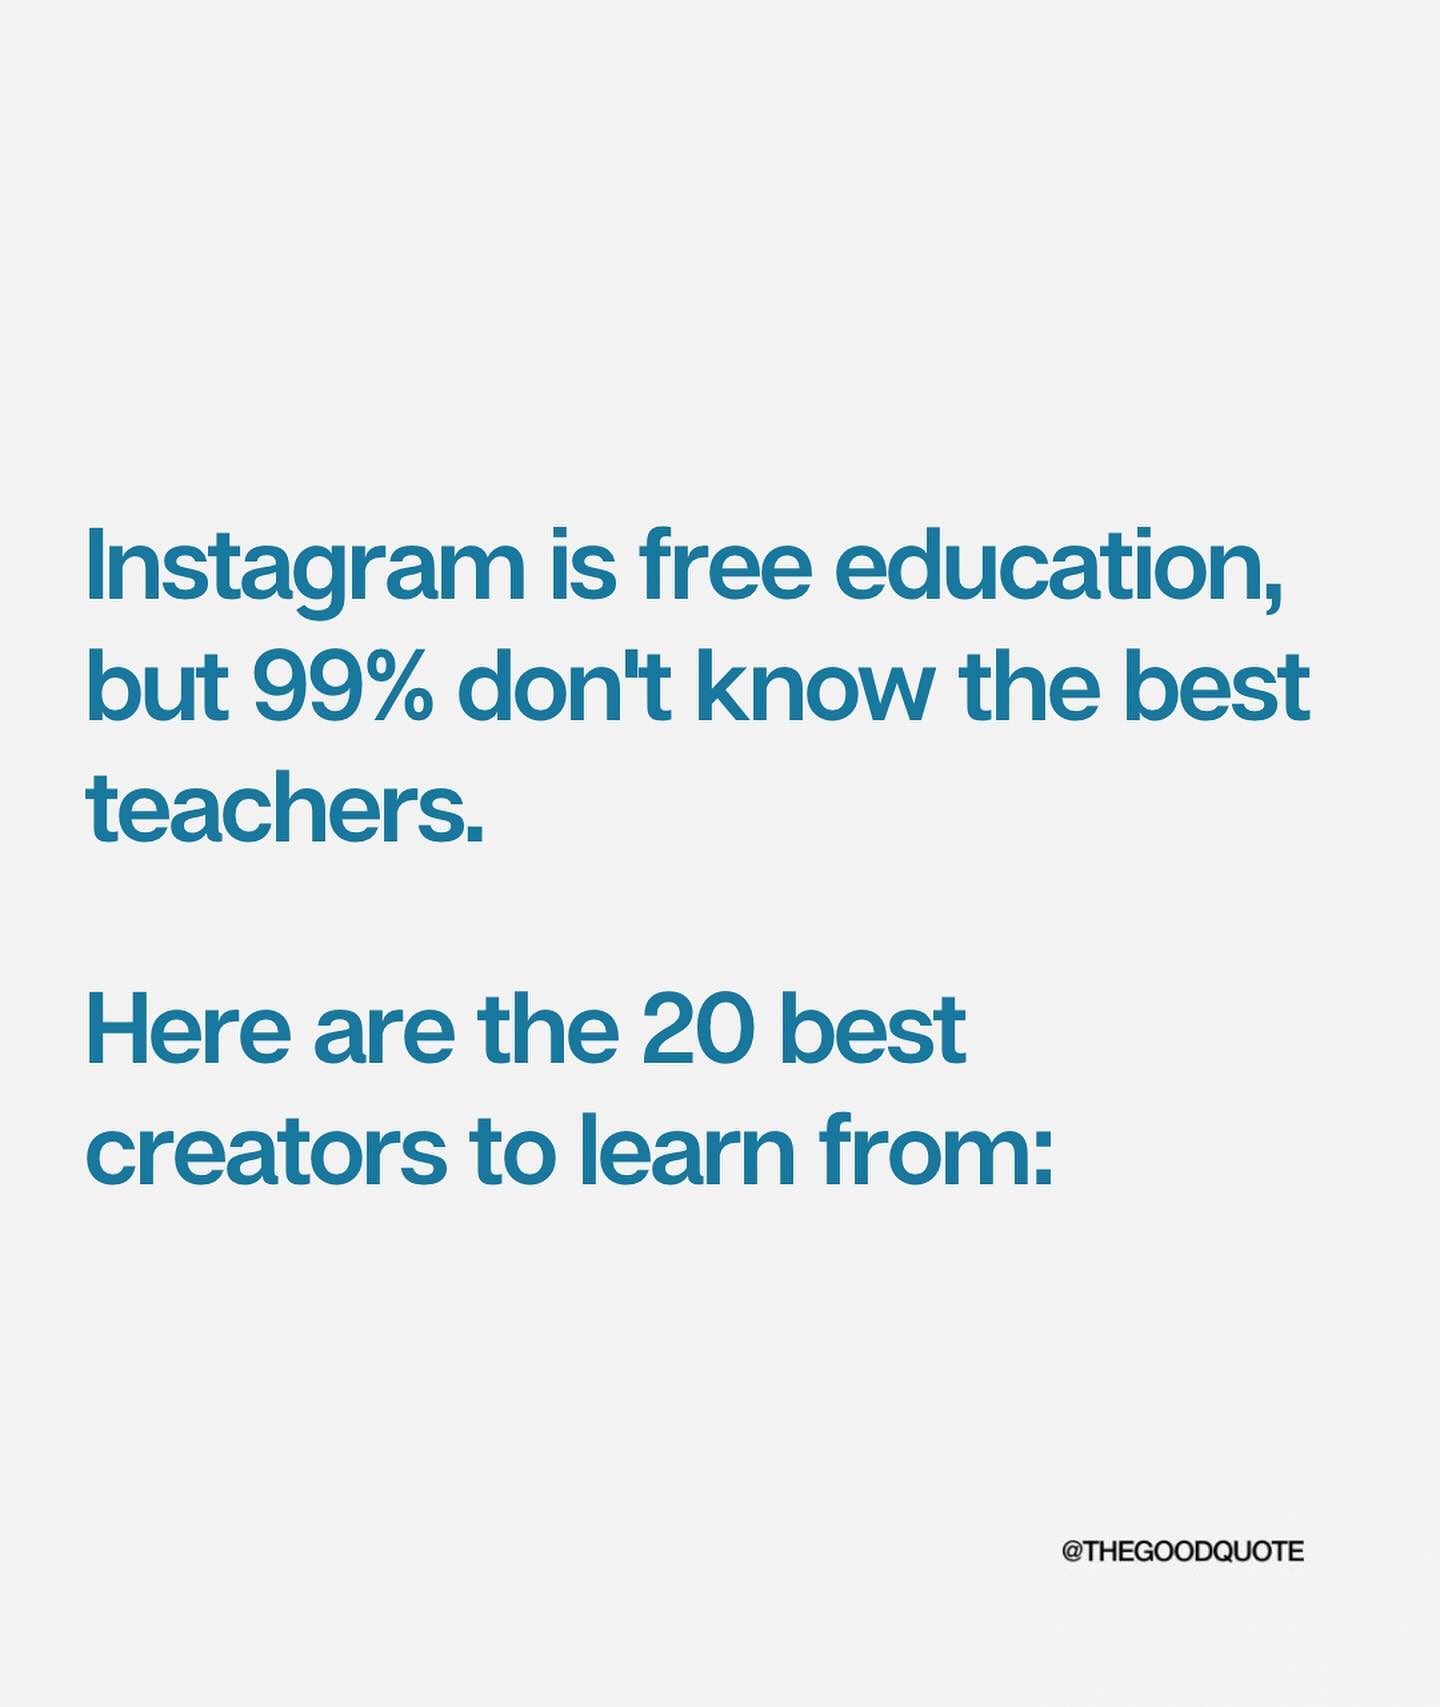 Instagram is free education,
but 99% don't know the best
teachers.
Here are the 20 best
creators to learn from:
@THEGOODQUOTE